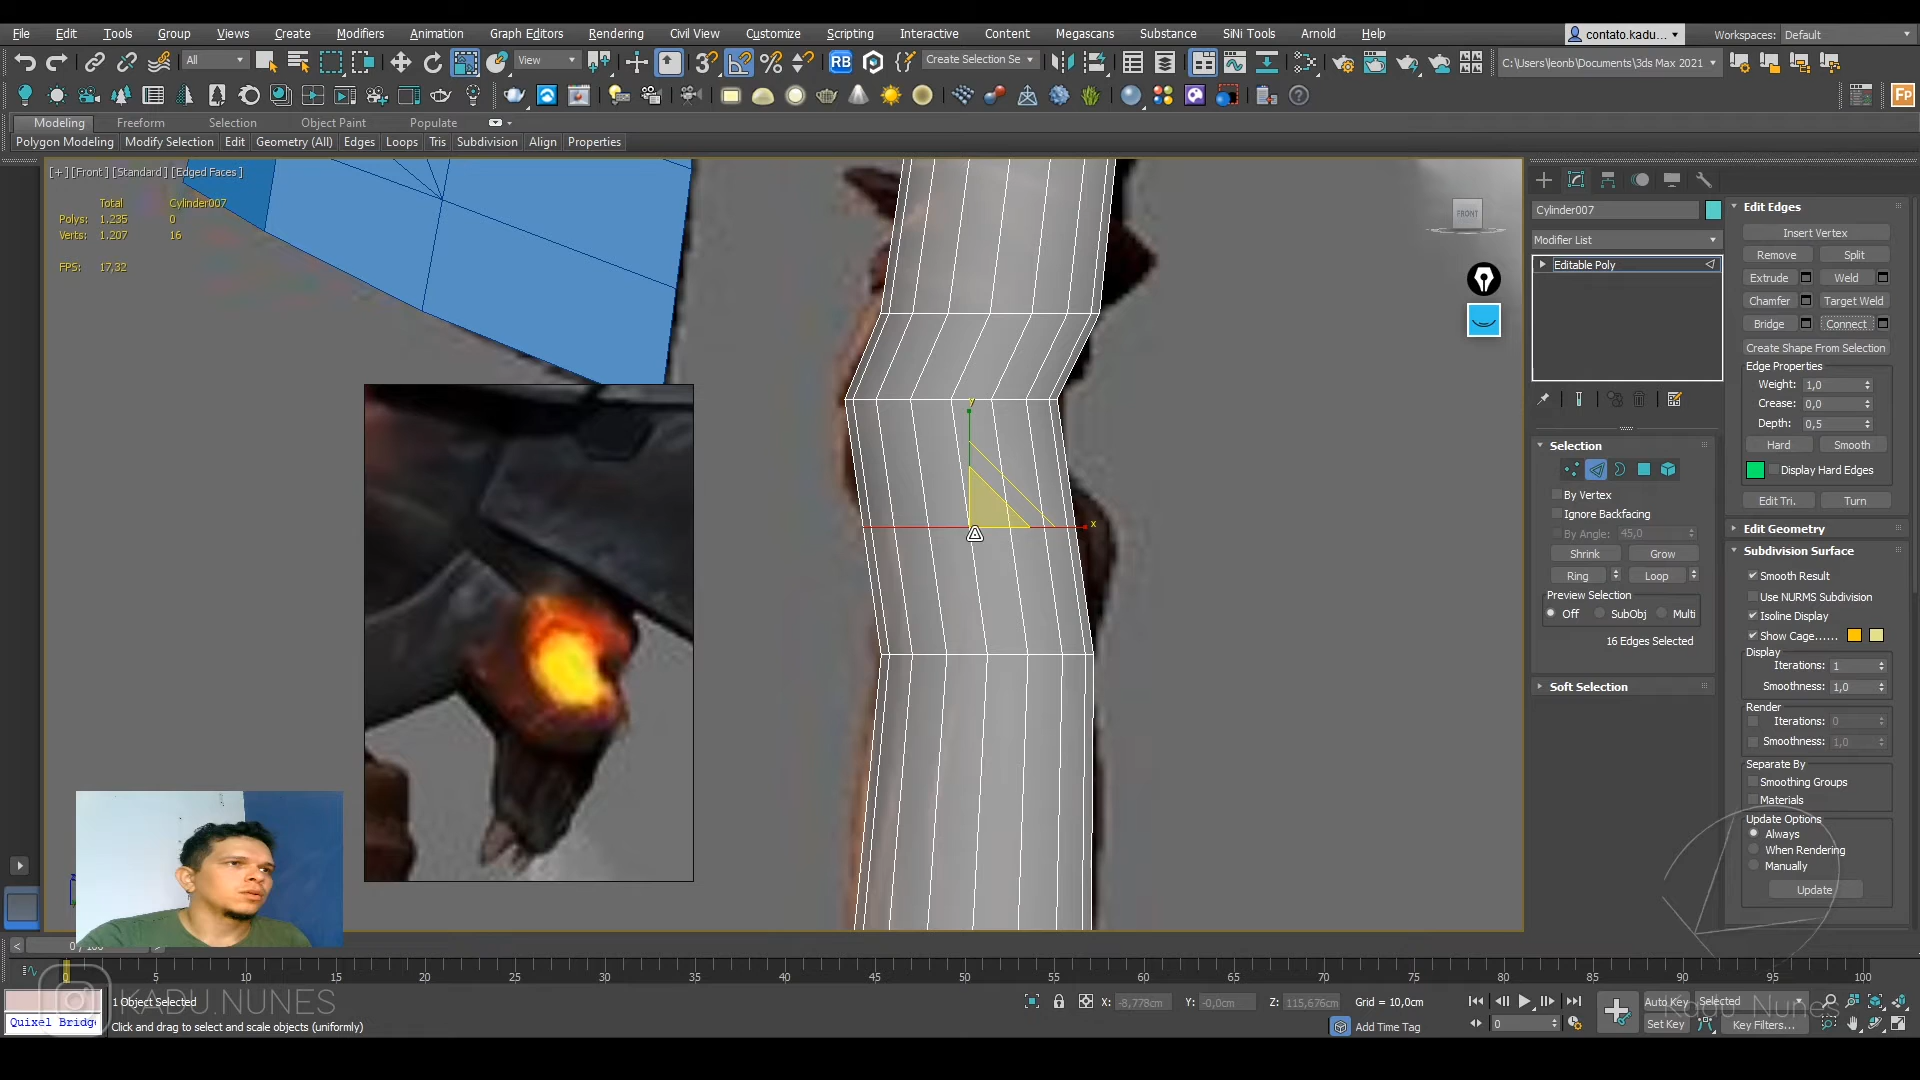 File Edit Tools Group Views Create Modifiers Animation Graph Editors Rendering Civil View Customize Scripting Interactive Content Megascans Substance SiNi Tools Arnold Help
contato.kadu...
Workspaces: Default
All
View
Create Selection Se
C:\Users\leonb\Documents\3ds Max 2021
Modeling Freeform Selection Object Paint Populate
Polygon Modeling Modify Selection Edit Geometry (All) Edges Loops Tris Subdivision Align Properties
[+] [Front] [Standard] [Edged Faces]
Total Cylinder007
Polys: 1.235 0
Verts: 1.207 16
FPS: 17,32
FRONT
y
x
Cylinder007
Modifier List
Editable Poly
Selection
By Vertex
Ignore Backfacing
By Angle: 45,0
Shrink Grow
Ring Loop
Preview Selection
Off SubObj Multi
16 Edges Selected
Soft Selection
Edit Edges
Insert Vertex
Remove Split
Extrude Weld
Chamfer Target Weld
Bridge Connect
Create Shape From Selection
Edge Properties
Weight: 1,0
Crease: 0,0
Depth: 0,5
Hard Smooth
Display Hard Edges
Edit Tri. Turn
Edit Geometry
Subdivision Surface
Smooth Result
Use NURMS Subdivision
Isoline Display
Show Cage......
Display
Iterations: 1
Smoothness: 1,0
Render
Iterations: 0
Smoothness: 1,0
Separate By
Smoothing Groups
Materials
Update Options
Always
When Rendering
Manually
Update
0 5 10 15 20 25 30 35 40 45 50 55 60 65 70 75 80 85 90 95 100
KADU.NUNES
1 Object Selected
X: -8,778cm Y: -0,0cm Z: 115,676cm Grid = 10,0cm
Auto Key Selected
Kadu_Nunes
Quixel Bridge
Click and drag to select and scale objects (uniformly)
Add Time Tag
0
Set Key
Key Filters...